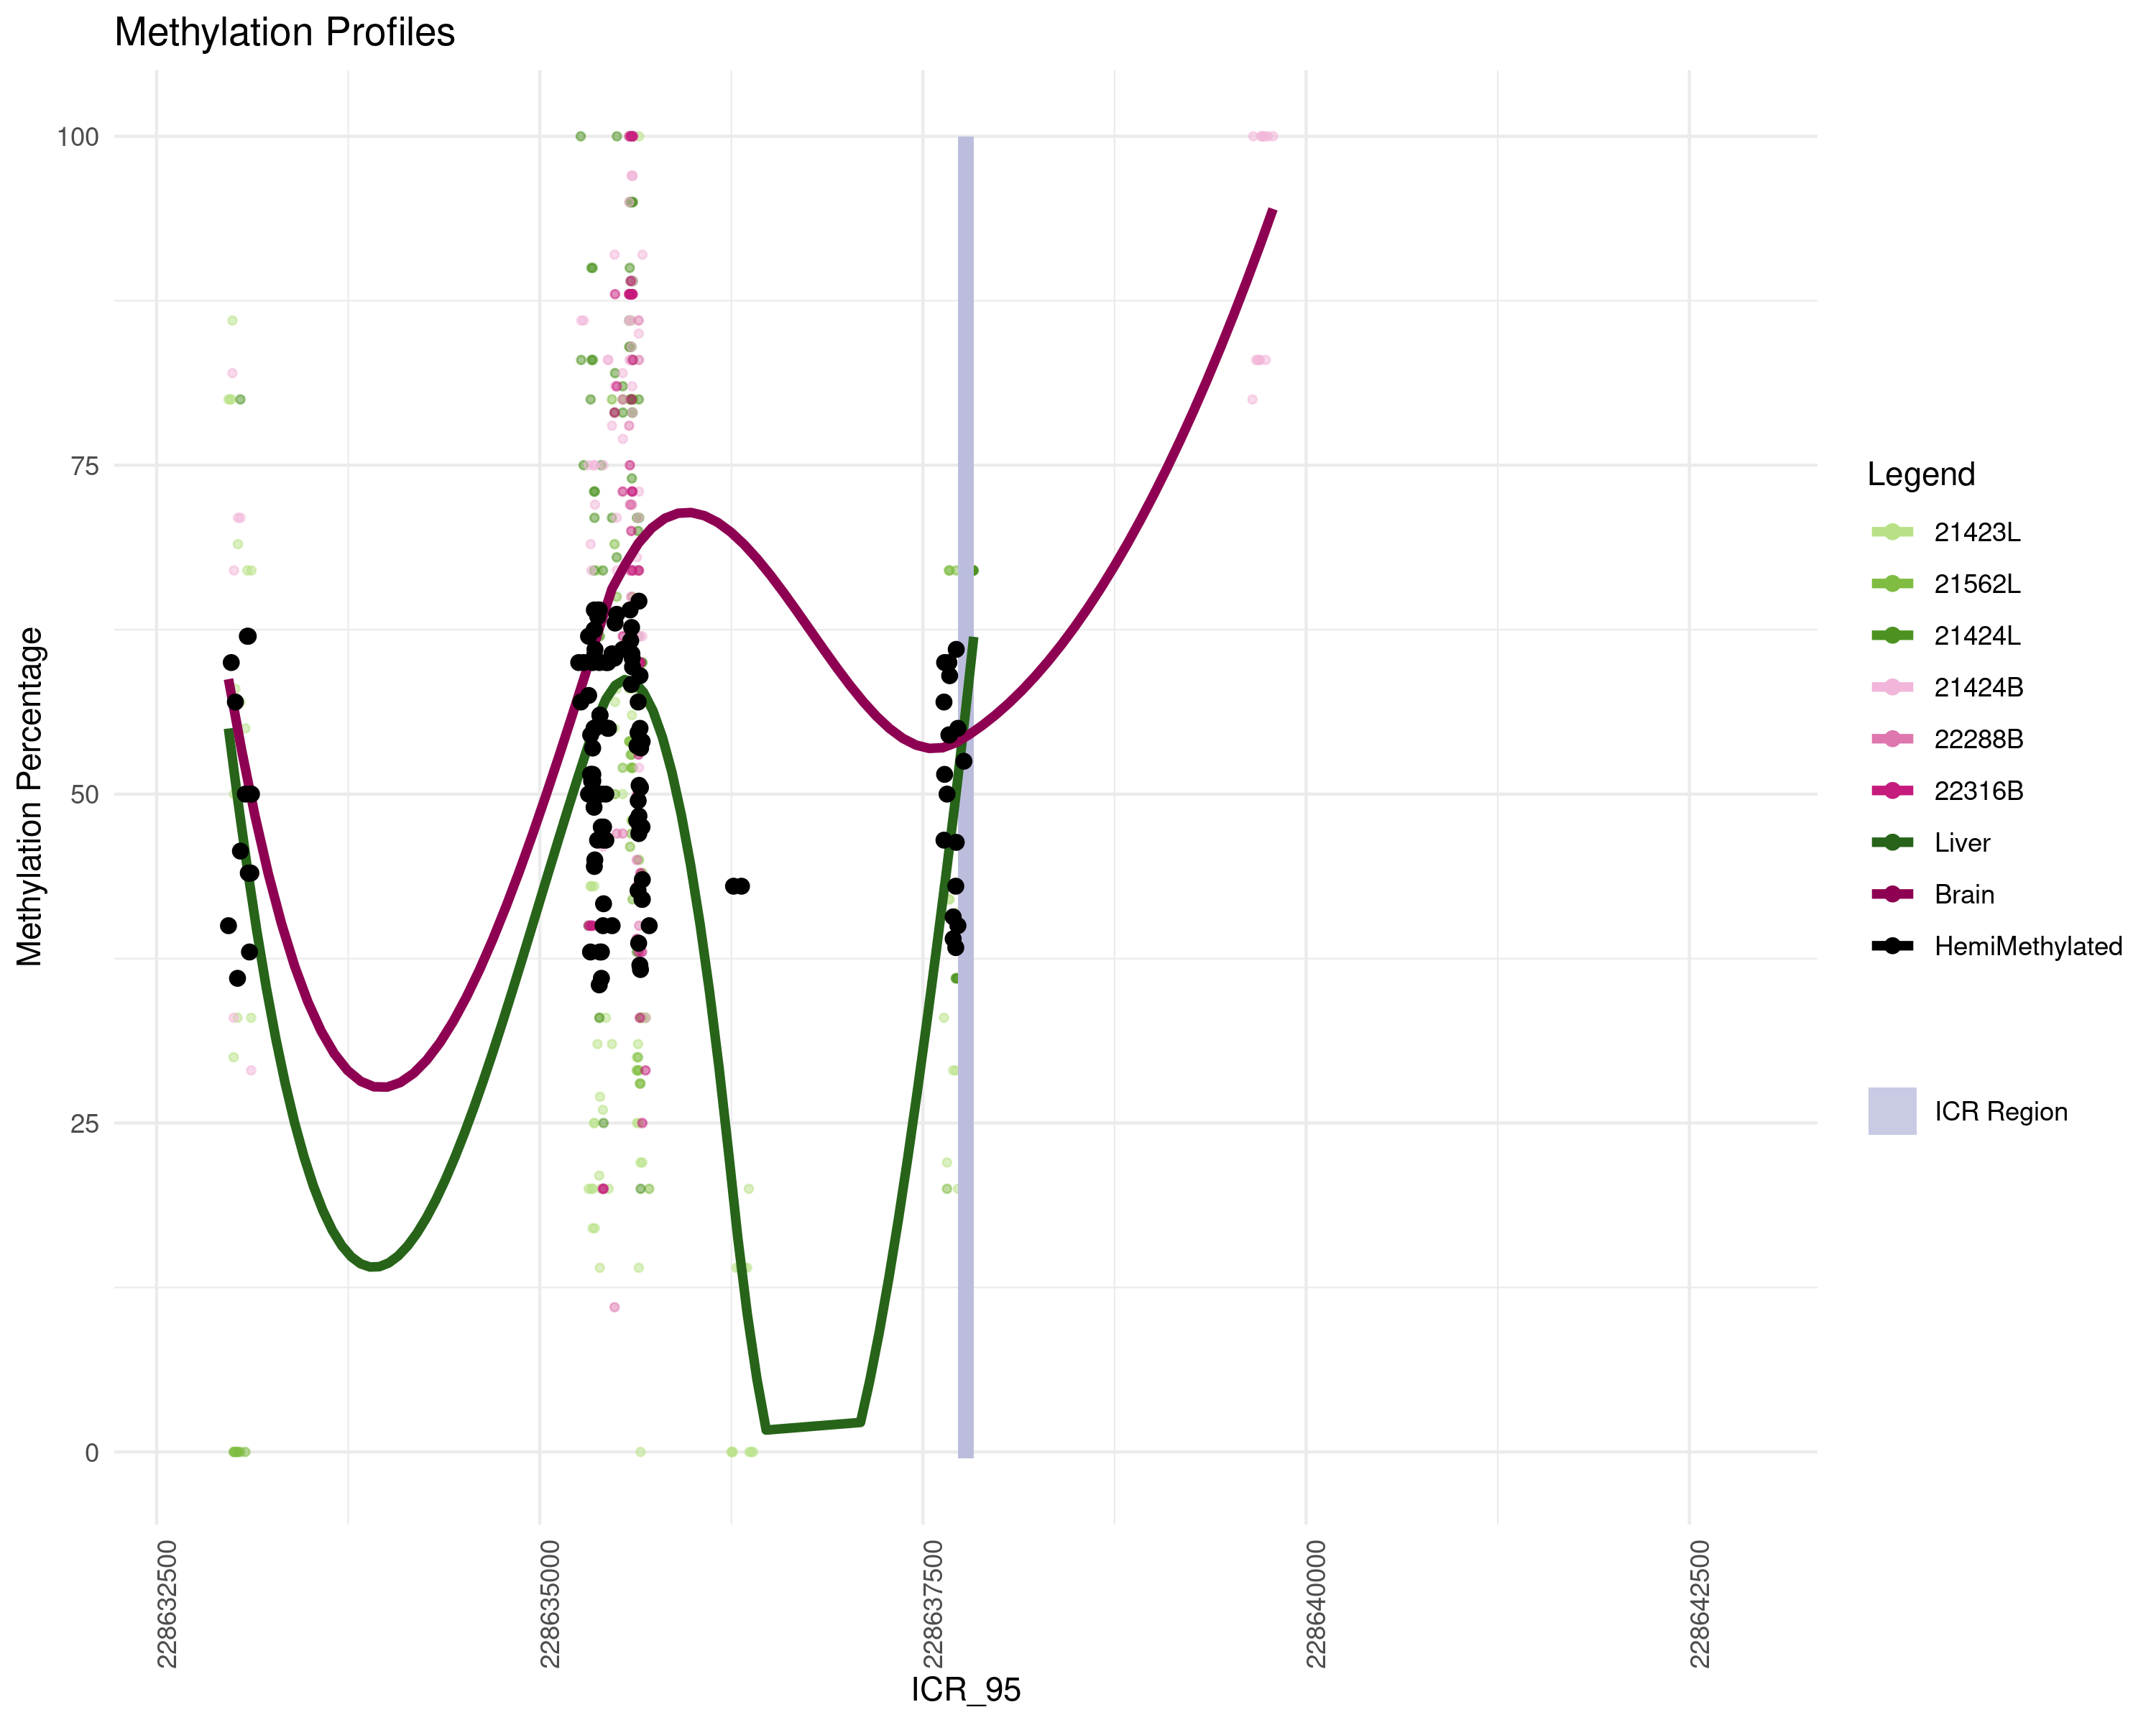 Methylation Profiles
Methylation Percentage
100
75
50
25
0
228632500
228635000
228637500
228640000
228642500
ICR_95
Legend
21423L
21562L
21424L
21424B
22288B
22316B
Liver
Brain
HemiMethylated
ICR Region